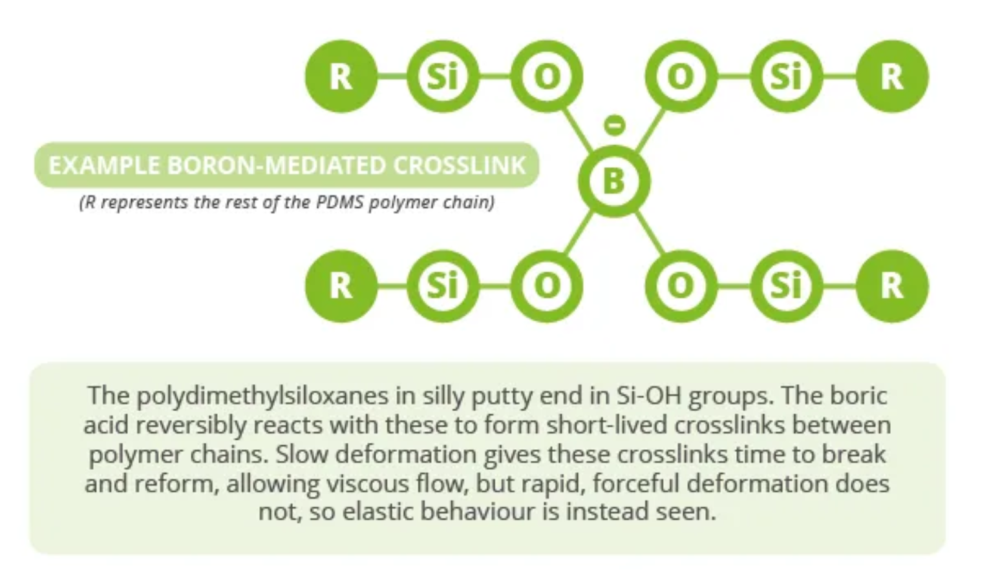 R Si O O Si R
⊖
EXAMPLE BORON-MEDIATED CROSSLINK
B
(R represents the rest of the PDMS polymer chain)
R Si O O Si R
The polydimethylsiloxanes in silly putty end in Si-OH groups. The boric
acid reversibly reacts with these to form short-lived crosslinks between
polymer chains. Slow deformation gives these crosslinks time to break
and reform, allowing viscous flow, but rapid, forceful deformation does
not, so elastic behaviour is instead seen.